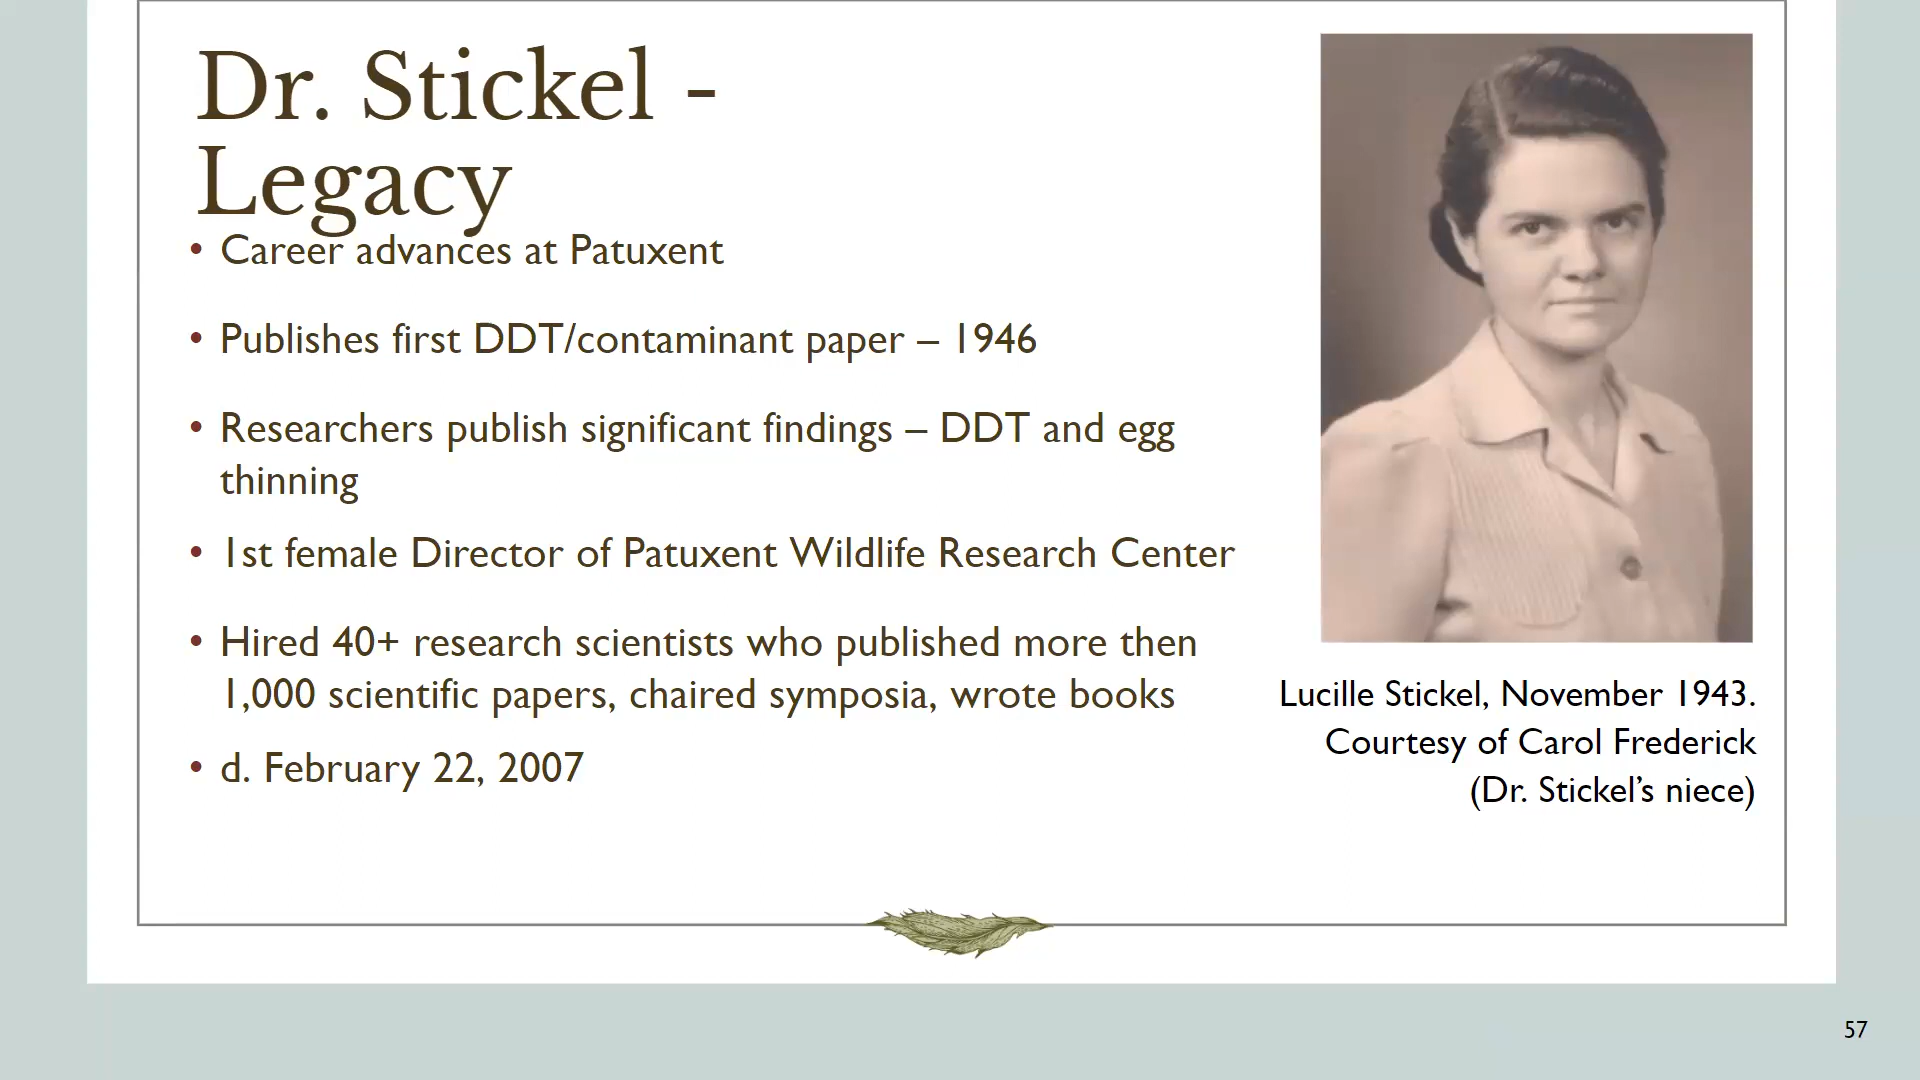 Dr. Stickel -
Legacy
• Career advances at Patuxent
• Publishes first DDT/contaminant paper – 1946
• Researchers publish significant findings – DDT and egg
thinning
• 1st female Director of Patuxent Wildlife Research Center
• Hired 40+ research scientists who published more then
1,000 scientific papers, chaired symposia, wrote books
• d. February 22, 2007
Lucille Stickel, November 1943.
Courtesy of Carol Frederick
(Dr. Stickel’s niece)
57